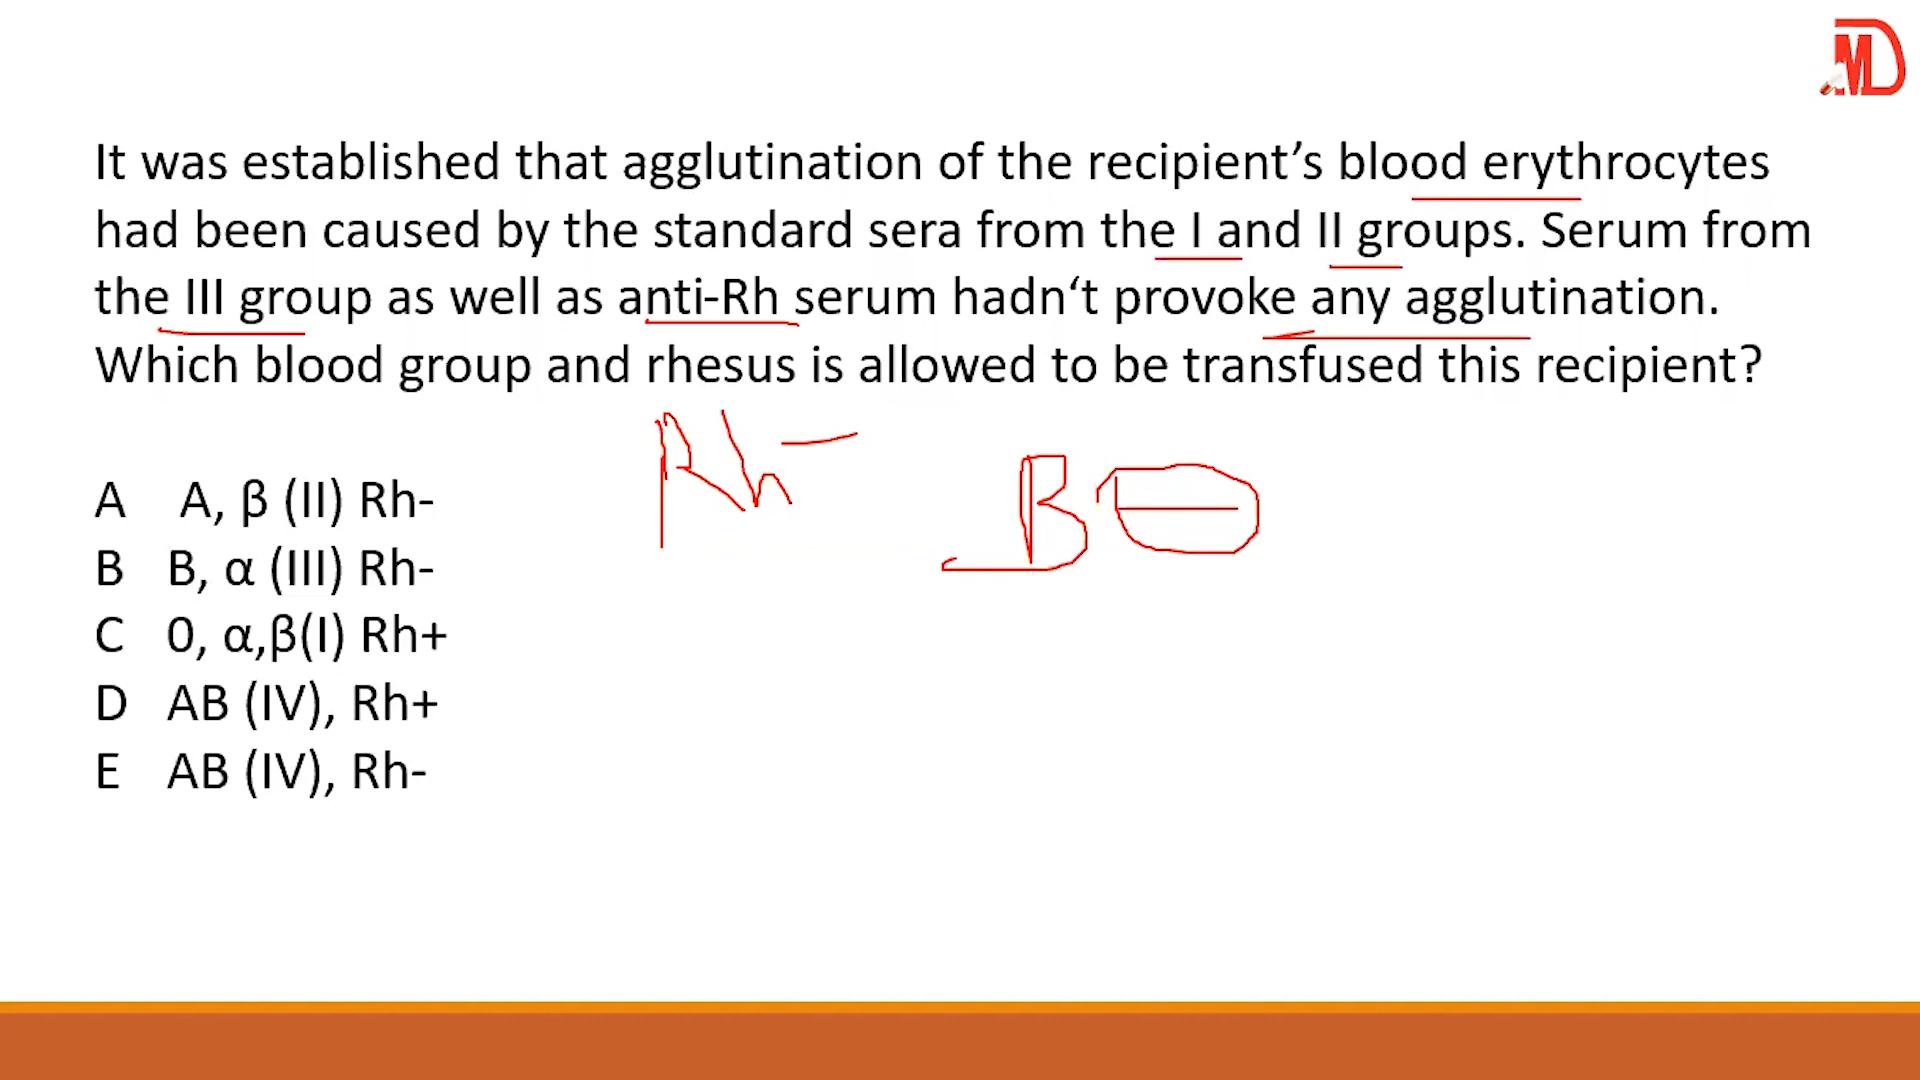 MD
It was established that agglutination of the recipient’s blood erythrocytes
had been caused by the standard sera from the I and II groups. Serum from
the III group as well as anti-Rh serum hadn‘t provoke any agglutination.
Which blood group and rhesus is allowed to be transfused this recipient?
Rh-
B -
A A, β (II) Rh-
B B, α (III) Rh-
C 0, α,β(I) Rh+
D AB (IV), Rh+
E AB (IV), Rh-